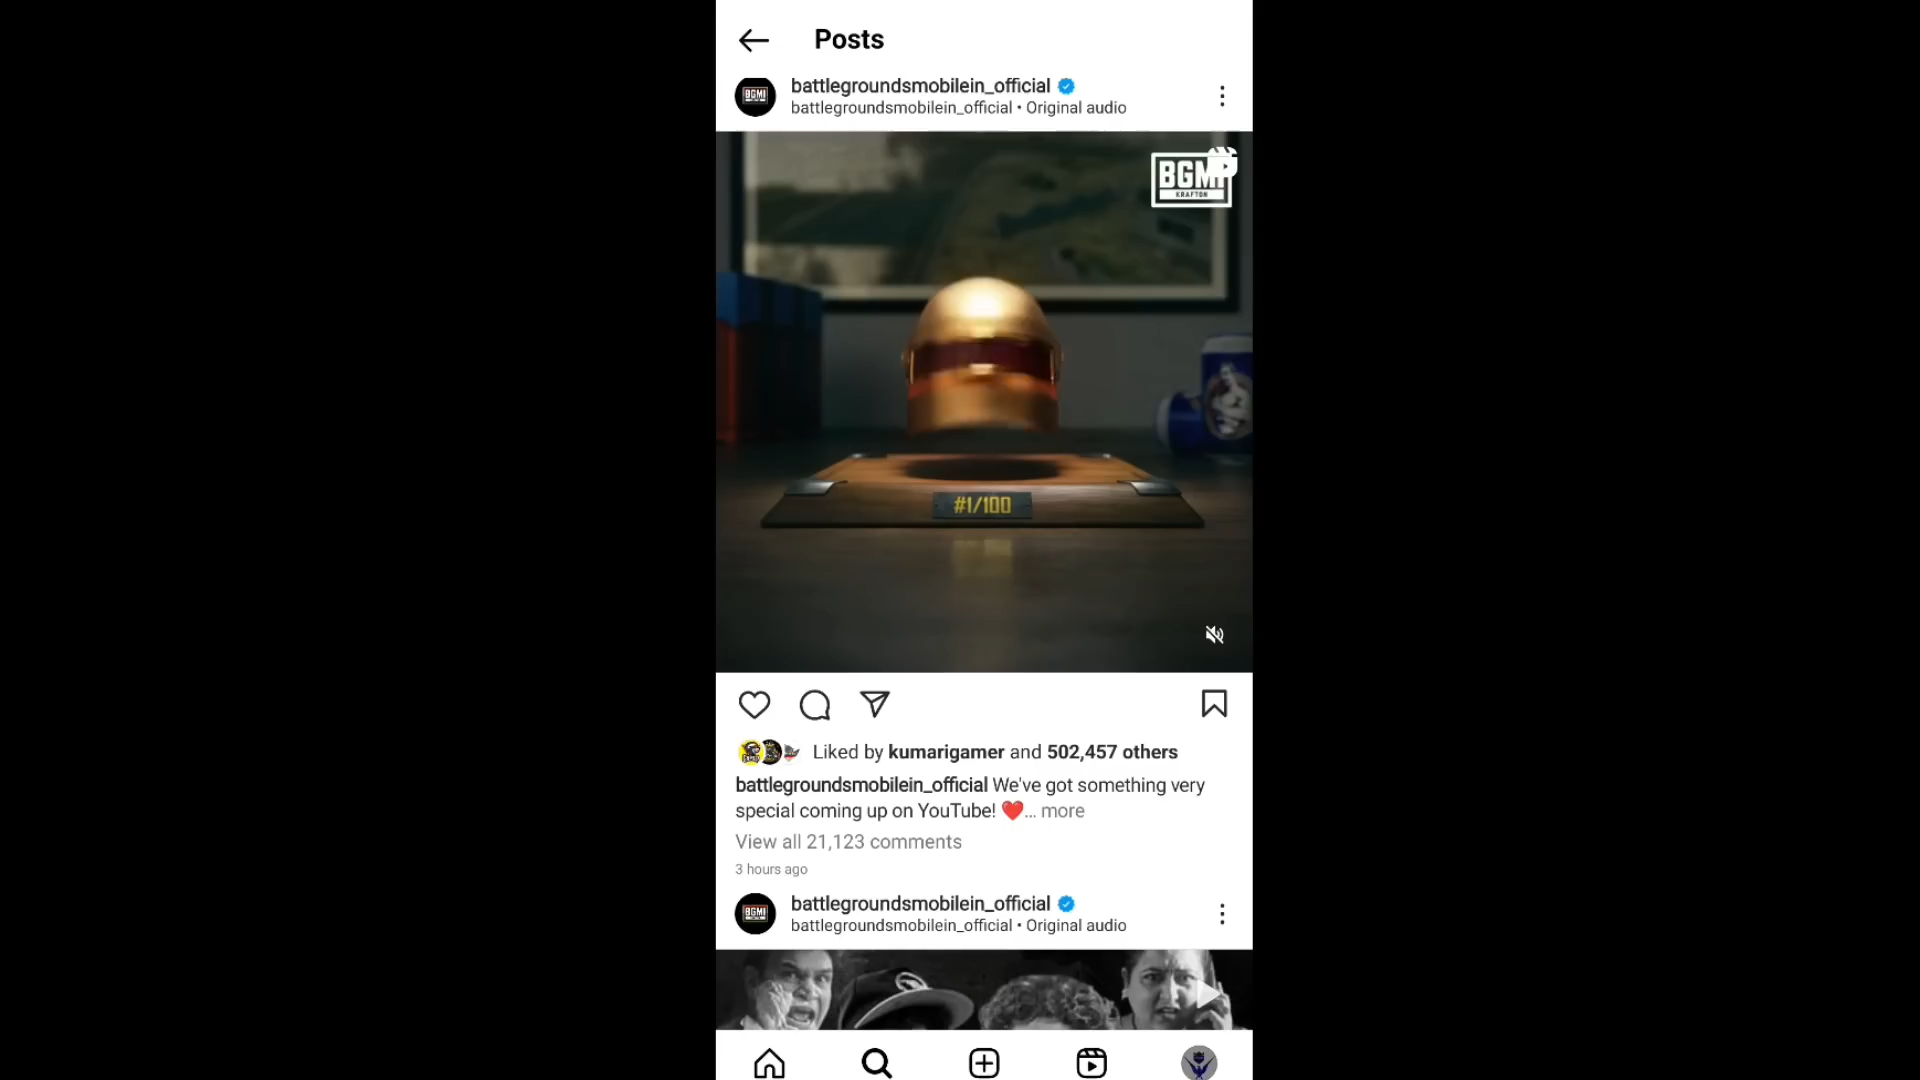 Posts
battlegroundsmobilein_official
battlegroundsmobilein_official • Original audio
BGMI
KRAFTON
#1/100
Liked by kumarigamer and 502,457 others
battlegroundsmobilein_official We've got something very
special coming up on YouTube! ❤️... more
View all 21,123 comments
3 hours ago
battlegroundsmobilein_official
battlegroundsmobilein_official • Original audio